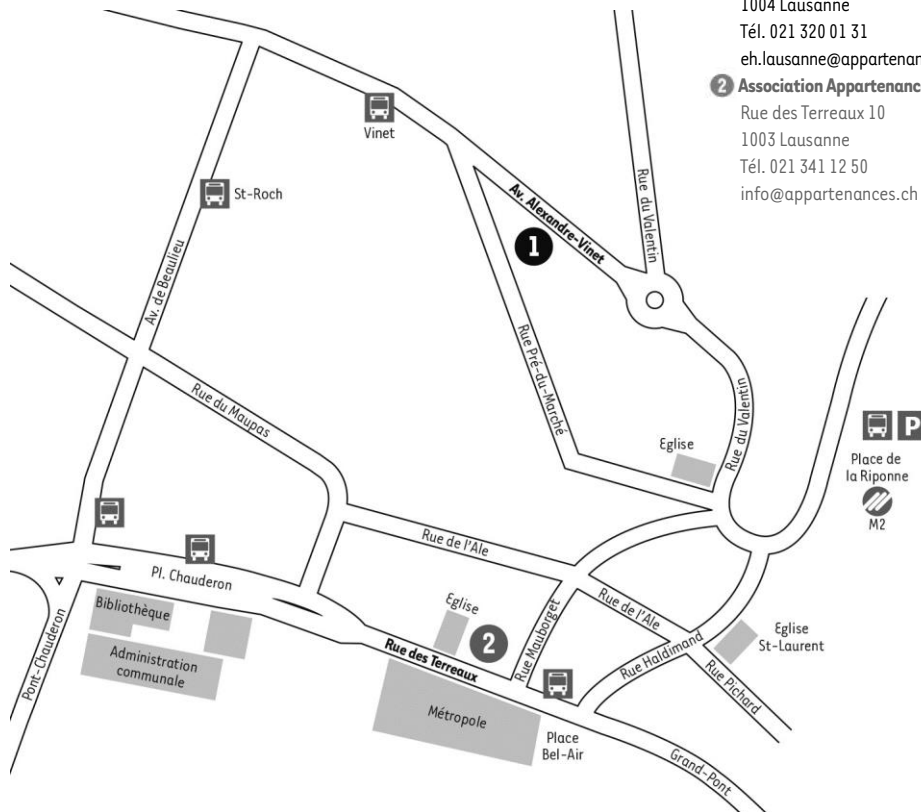 1004 Lausanne
Tél. 021 320 01 31
2 Association
Rue des Terreaux 10
1003 Lausanne
Tél. 021 341 12 50
info@appartenances.ch
Vinet
St-Roch
Av. Alexandre-Vinet
Rue du Valentin
1
Av. de Beaulieu
Rue Pré-du-Marché
Rue du Maupas
Eglise
Rue du Valentin
P
Place de
la Riponne
M2
Rue de l'Ale
Pl. Chauderon
Bibliothèque
Eglise
2
Rue de l'Ale
Rue Mauborget
Pont-Chauderon
Administration
communale
Rue des Terreaux
Rue Haldimand
Eglise
St-Laurent
Rue Pichard
Métropole
Place
Bel-Air
Grand-Pont